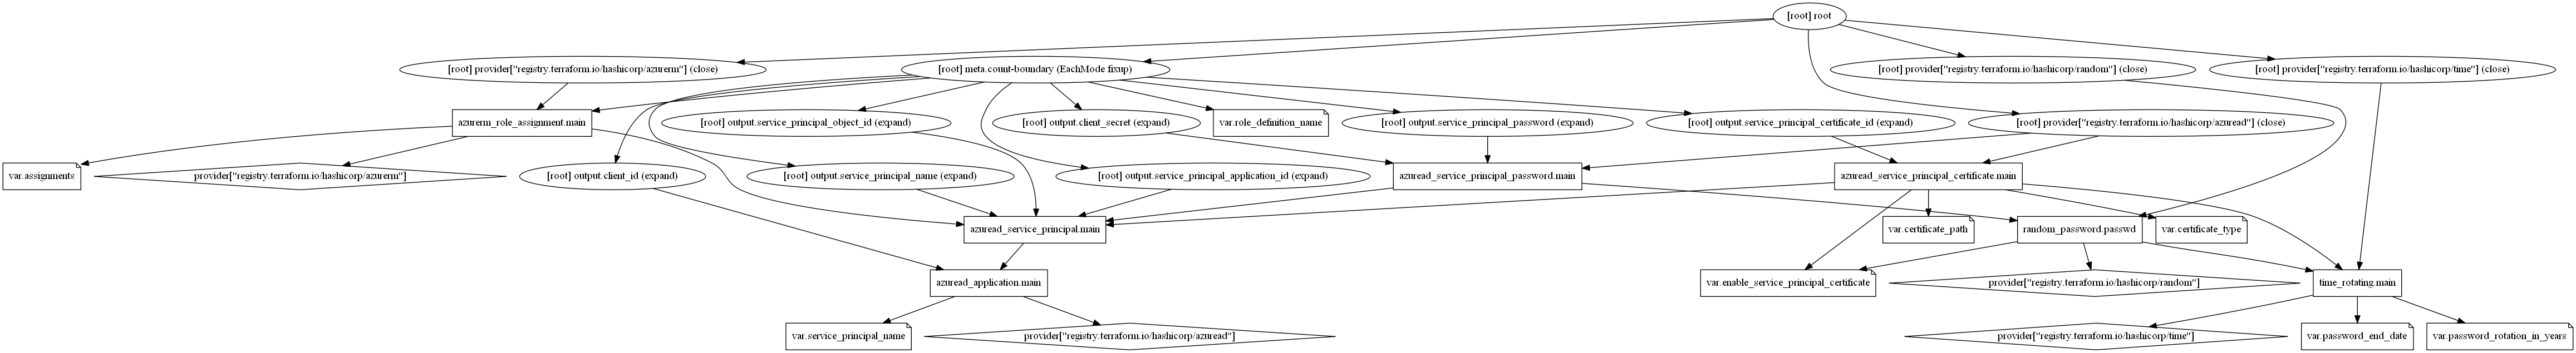 [root] root
[root] provider["registry.terraform.io/hashicorp/azurerm"] (close)
[root] meta.count-boundary (EachMode fixup)
[root] provider["registry.terraform.io/hashicorp/random"] (close)
[root] provider["registry.terraform.io/hashicorp/time"] (close)
azurerm_role_assignment.main
[root] output.service_principal_object_id (expand)
[root] output.client_secret (expand)
var.role_definition_name
[root] output.service_principal_password (expand)
[root] output.service_principal_certificate_id (expand)
[root] provider["registry.terraform.io/hashicorp/azuread"] (close)
var.assignments
provider["registry.terraform.io/hashicorp/azurerm"]
[root] output.client_id (expand)
[root] output.service_principal_name (expand)
[root] output.service_principal_application_id (expand)
azuread_service_principal_password.main
azuread_service_principal_certificate.main
azuread_service_principal.main
var.certificate_path
random_password.passwd
var.certificate_type
azuread_application.main
var.enable_service_principal_certificate
provider["registry.terraform.io/hashicorp/random"]
time_rotating.main
var.service_principal_name
provider["registry.terraform.io/hashicorp/azuread"]
provider["registry.terraform.io/hashicorp/time"]
var.password_end_date
var.password_rotation_in_years